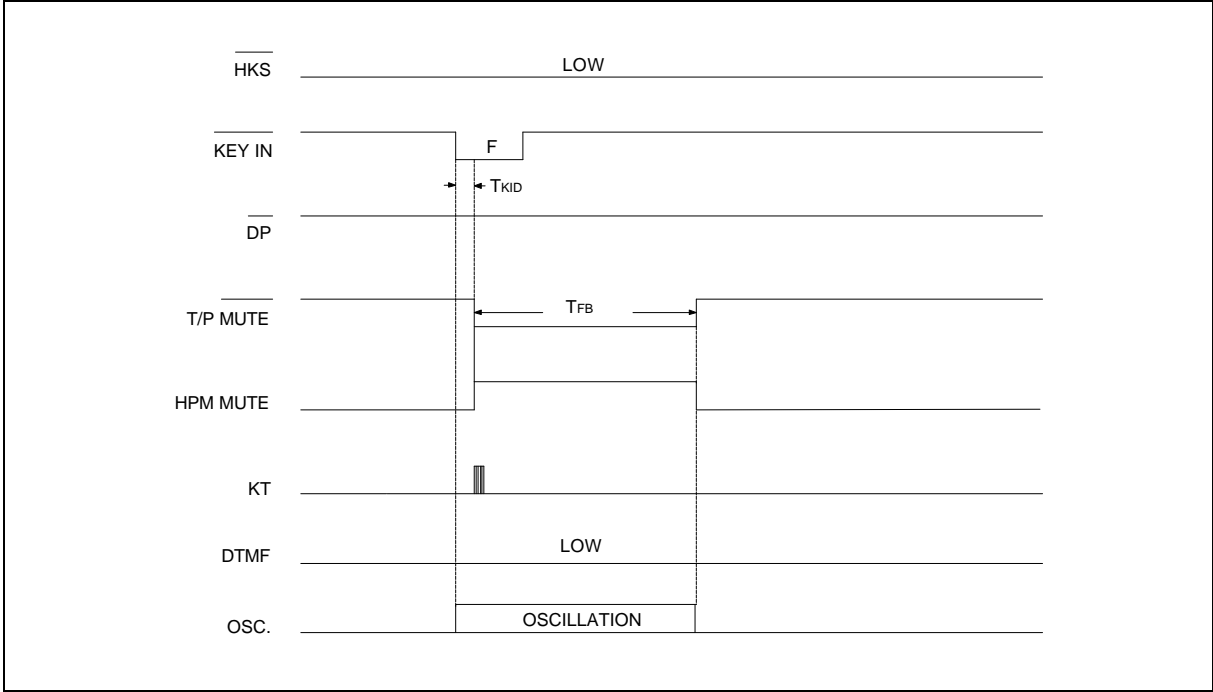 HKS
LOW
KEY IN
F
TKID
DP
T/P MUTE
TFB
HPM MUTE
KT
DTMF
LOW
OSC.
OSCILLATION